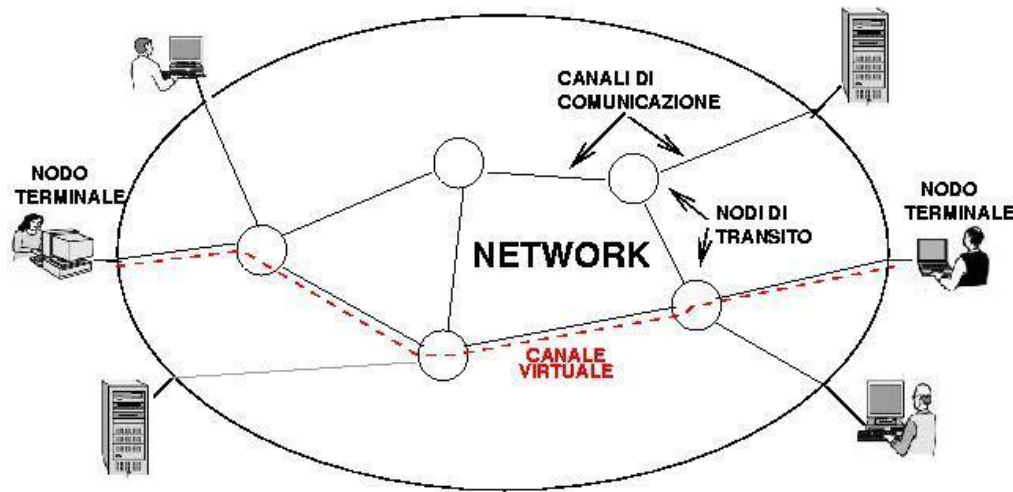 CANALI DI
COMUNICAZIONE
NODO
TERMINALE
NODO
TERMINALE
NODI DI
TRANSITO
NETWORK
CANALE
VIRTUALE